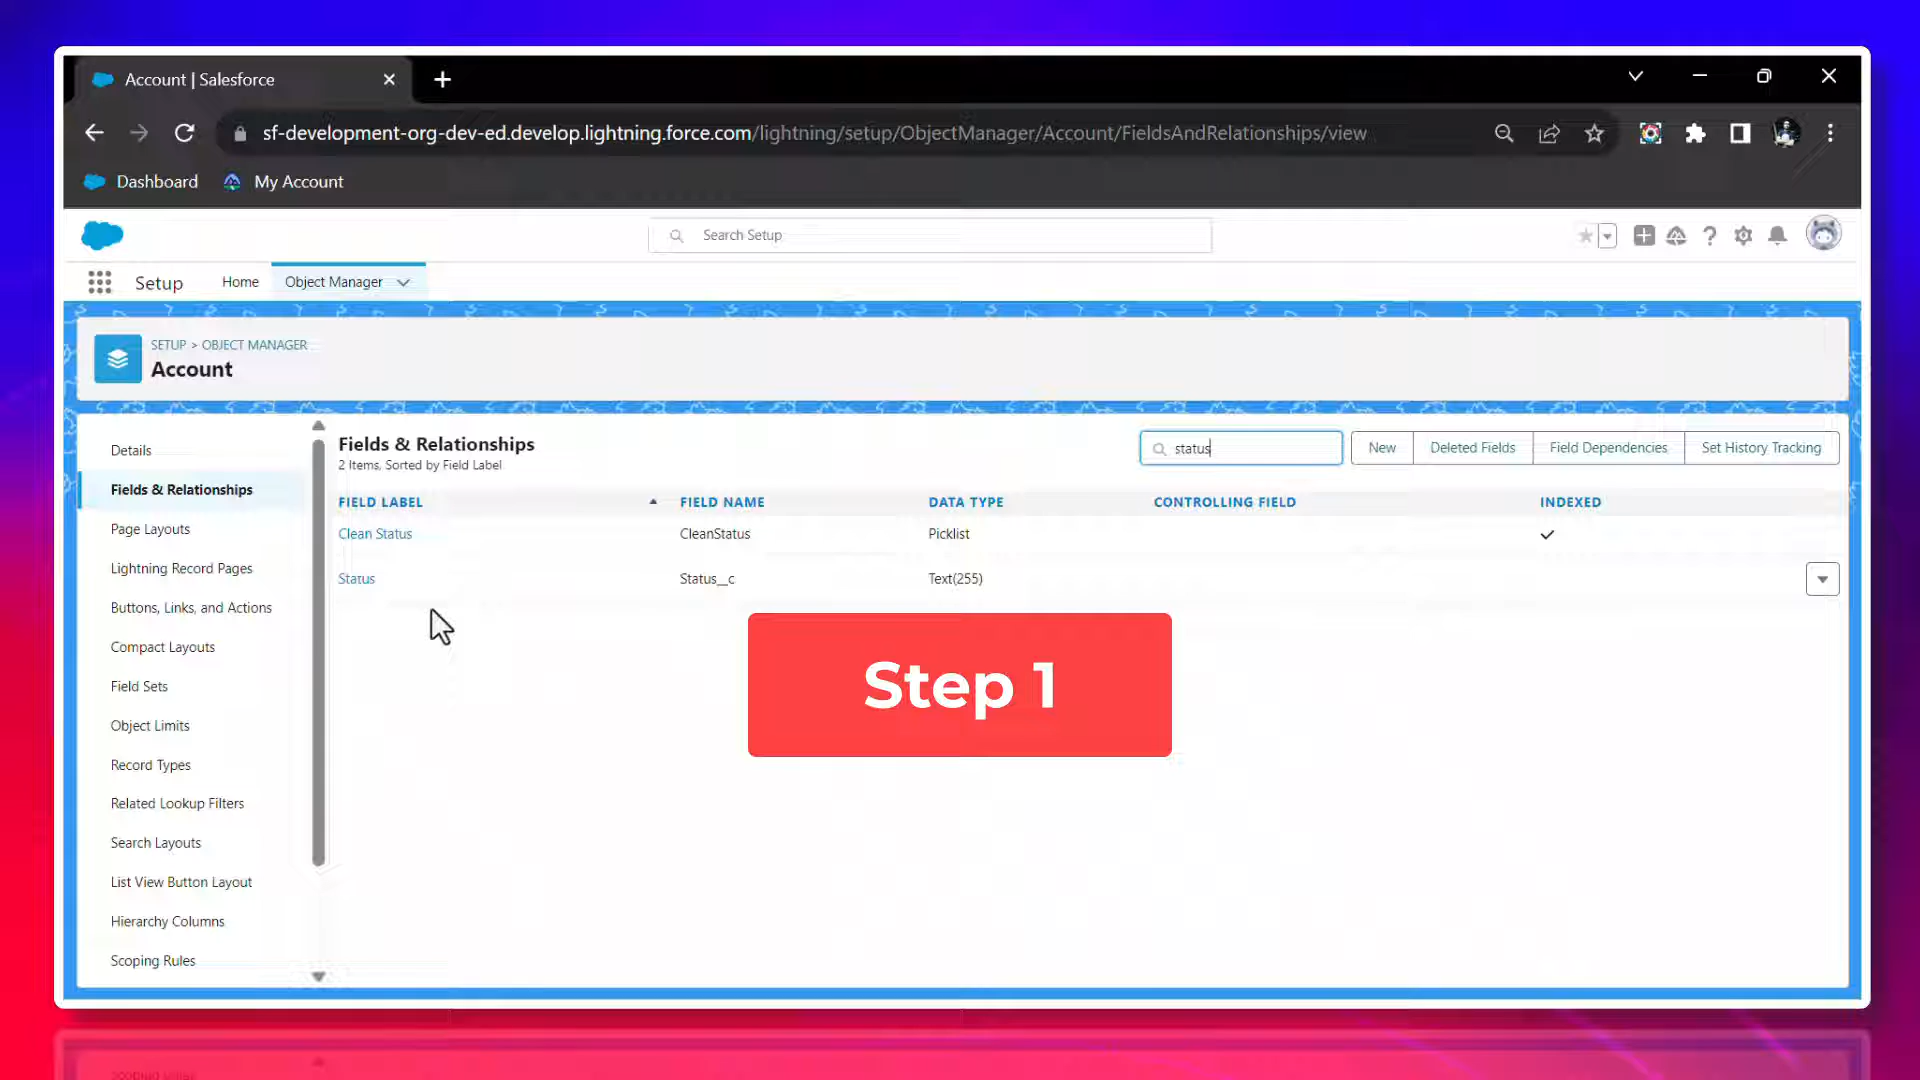 Account | Salesforce
sf-development-org-dev-ed.develop.lightning.force.com/lightning/setup/ObjectManager/Account/FieldsAndRelationships/view
Dashboard My Account
Search Setup
Setup Home Object Manager
SETUP > OBJECT MANAGER
Account
Details
Fields & Relationships
Page Layouts
Lightning Record Pages
Buttons, Links, and Actions
Compact Layouts
Field Sets
Object Limits
Record Types
Related Lookup Filters
Search Layouts
List View Button Layout
Hierarchy Columns
Scoping Rules
Fields & Relationships
2 Items, Sorted by Field Label
status
New Deleted Fields Field Dependencies Set History Tracking
FIELD LABEL FIELD NAME DATA TYPE CONTROLLING FIELD INDEXED
Clean Status CleanStatus Picklist
Status Status__c Text(255)
Step 1